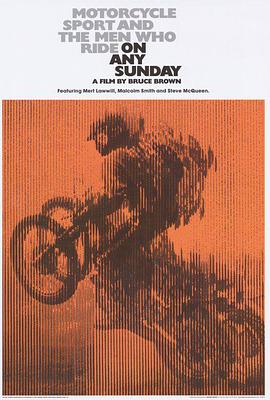 MOTORCYCLE
SPORT AND
THE MEN WHO
RIDE ON
ANY
SUNDAY
A FILM BY BRUCE BROWN
Featuring Mert Lawwill, Malcolm Smith and Steve McQueen.